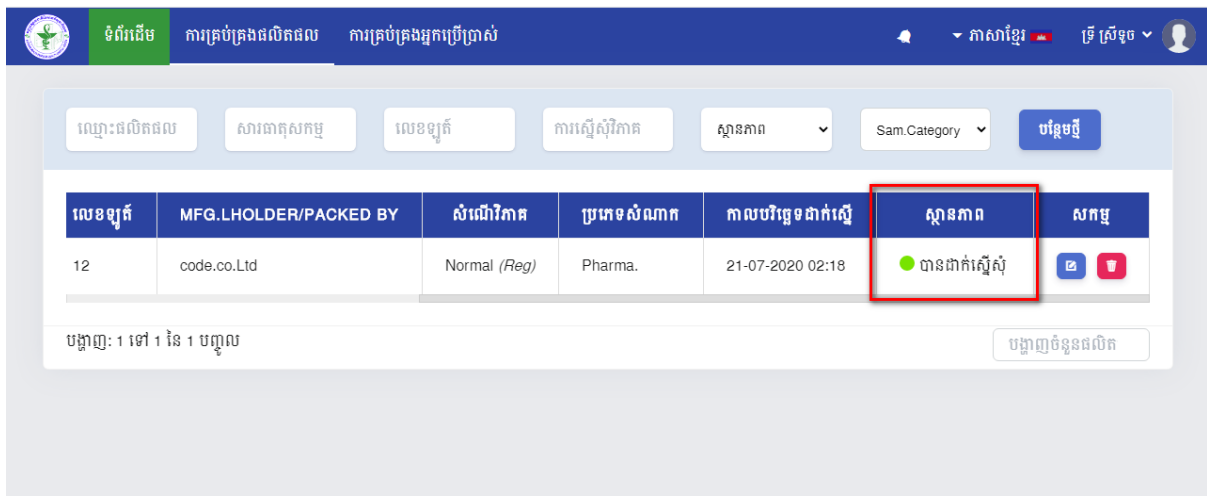 ទំព័រដើម ការគ្រប់គ្រងផលិតផល ការគ្រប់គ្រងអ្នកប្រើប្រាស់ ភាសាខ្មែរ ទ្រី ស្រីទូច
ឈ្មោះផលិតផល សារធាតុសកម្ម លេខឡូត៍ ការស្នើសុំវិភាគ ស្ថានភាព Sam.Category បន្ថែមថ្មី
លេខឡូត៍ MFG.LHOLDER/PACKED BY សំណើវិភាគ ប្រភេទសំណាក កាលបរិច្ឆេទដាក់ស្នើ ស្ថានភាព សកម្ម
12 code.co.Ltd Normal (Reg) Pharma. 21-07-2020 02:18 បានដាក់ស្នើសុំ
បង្ហាញ: 1 ទៅ 1 នៃ 1 បញ្ចូល បង្ហាញចំនួនផលិត